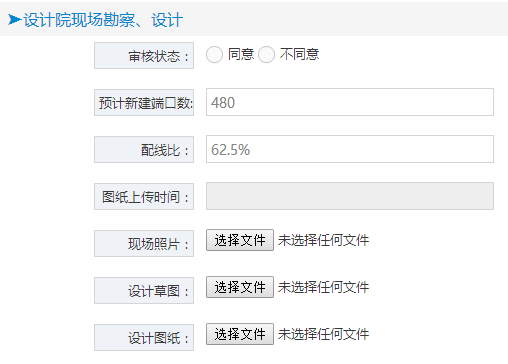 ➤设计院现场勘察、设计
审核状态： 同意 不同意
预计新建端口数: 480
配线比： 62.5%
图纸上传时间：
现场照片： 选择文件 未选择任何文件
设计草图： 选择文件 未选择任何文件
设计图纸： 选择文件 未选择任何文件